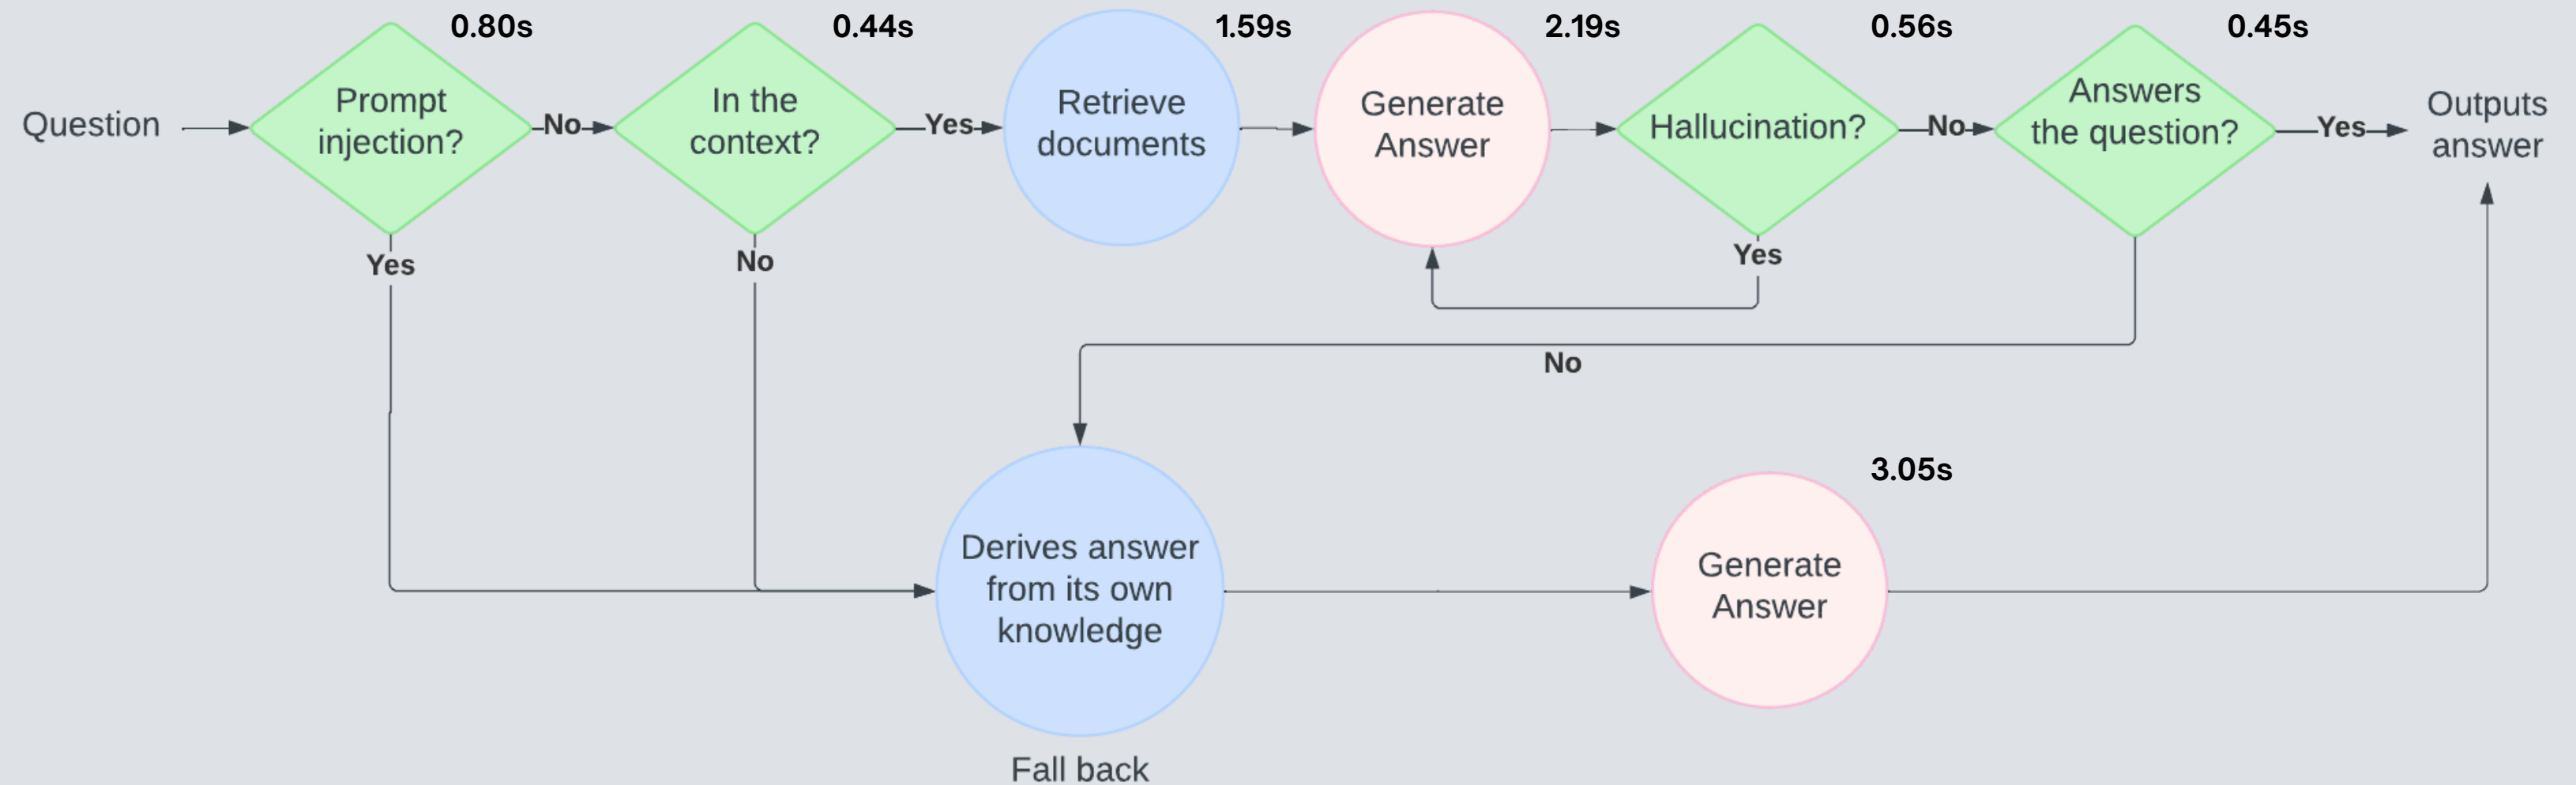 0.80s
0.44s
1.59s
2.19s
0.56s
0.45s
Question
Prompt
injection?
No
In the
context?
Yes
Retrieve
documents
Generate
Answer
Hallucination?
No
Answers
the question?
Yes
Outputs
answer
Yes
No
Yes
No
3.05s
Derives answer
from its own
knowledge
Generate
Answer
Fall back